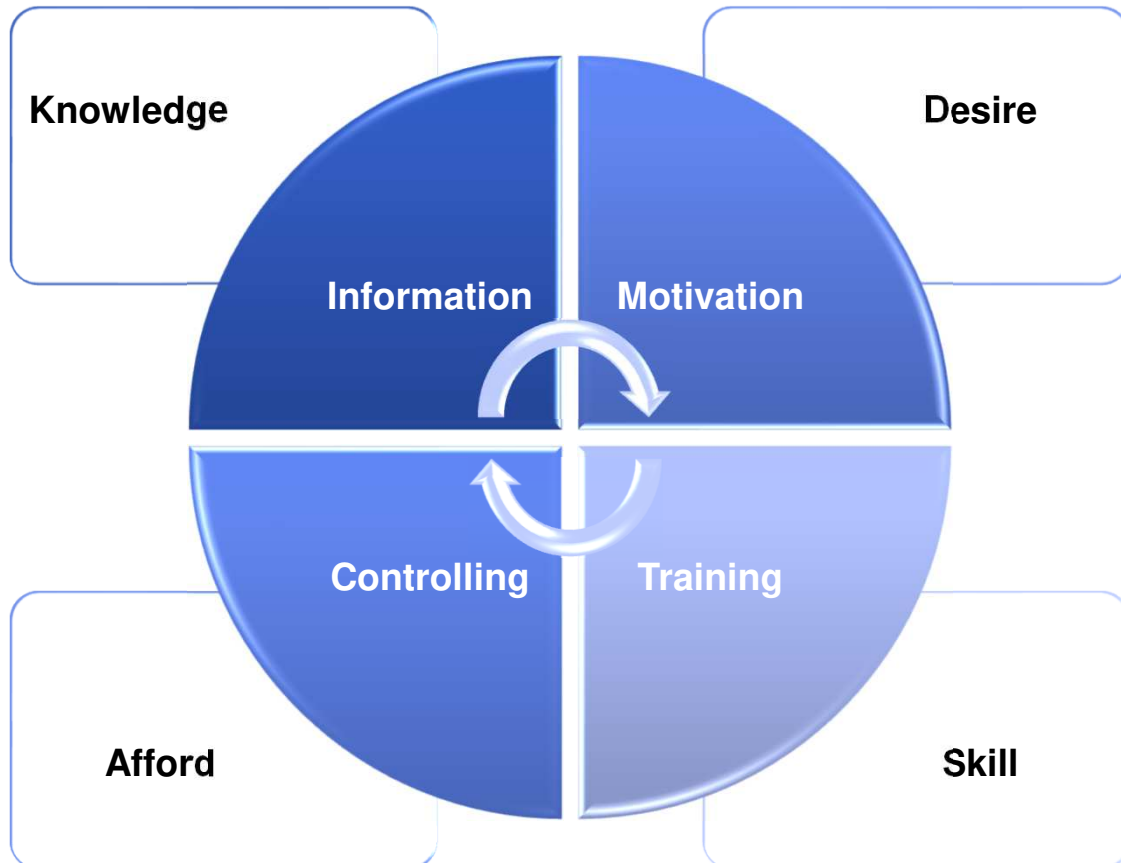 Knowledge
Desire
Information
Motivation
Controlling
Training
Afford
Skill